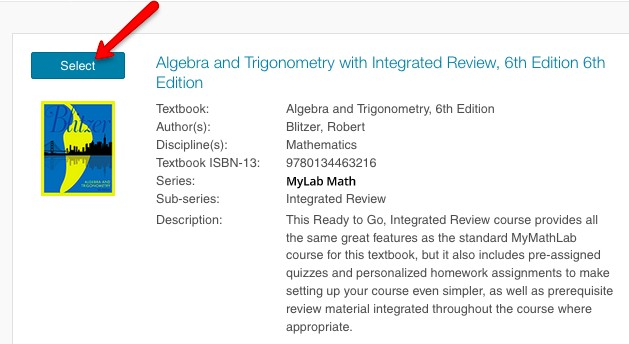 Select
Algebra and Trigonometry with Integrated Review, 6th Edition 6th
Edition
Blitzer
ALGEBRA AND
TRIGONOMETRY
Textbook: Algebra and Trigonometry, 6th Edition
Author(s): Blitzer, Robert
Discipline(s): Mathematics
Textbook ISBN-13: 9780134463216
Series: MyLab Math
Sub-series: Integrated Review
Description: This Ready to Go, Integrated Review course provides all
the same great features as the standard MyMathLab
course for this textbook, but it also includes pre-assigned
quizzes and personalized homework assignments to make
setting up your course even simpler, as well as prerequisite
review material integrated throughout the course where
appropriate.